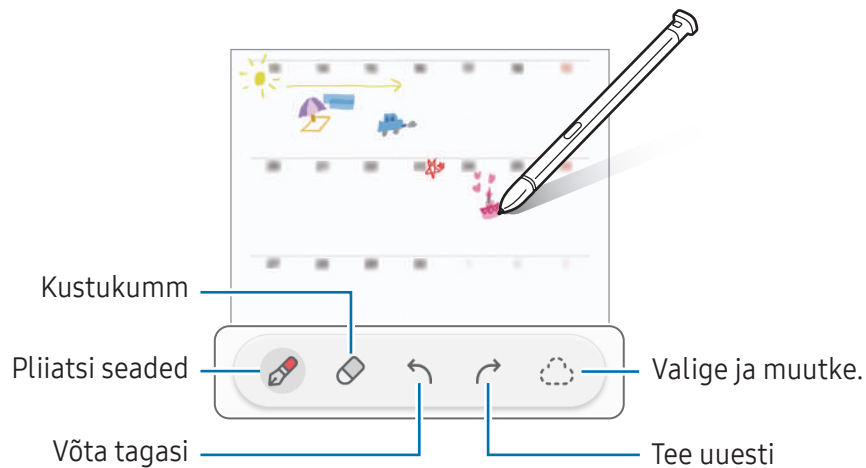 Kustukumm
Pliiatsi seaded
Valige ja muutke.
Võta tagasi
Tee uuesti